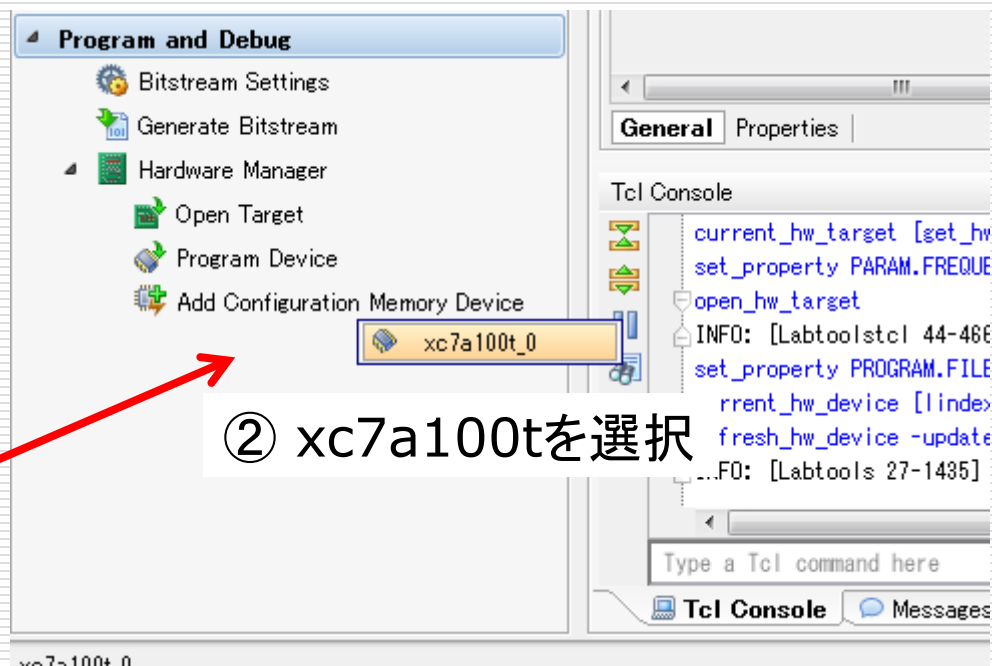 Program and Debug
Bitstream Settings
Generate Bitstream
Hardware Manager
Open Target
Program Device
Add Configuration Memory Device
xc7a100t_0
② xc7a100tを選択
General Properties
Tcl Console
current_hw_target [get_hw
set_property PARAM.FREQUE
open_hw_target
INFO: [Labtoolstcl 44-466
set_property PROGRAM.FILE
rrent_hw_device [lindex
fresh_hw_device -update
FO: [Labtools 27-1435]
Type a Tcl command here
Tcl Console Messages
xc7a100t_0